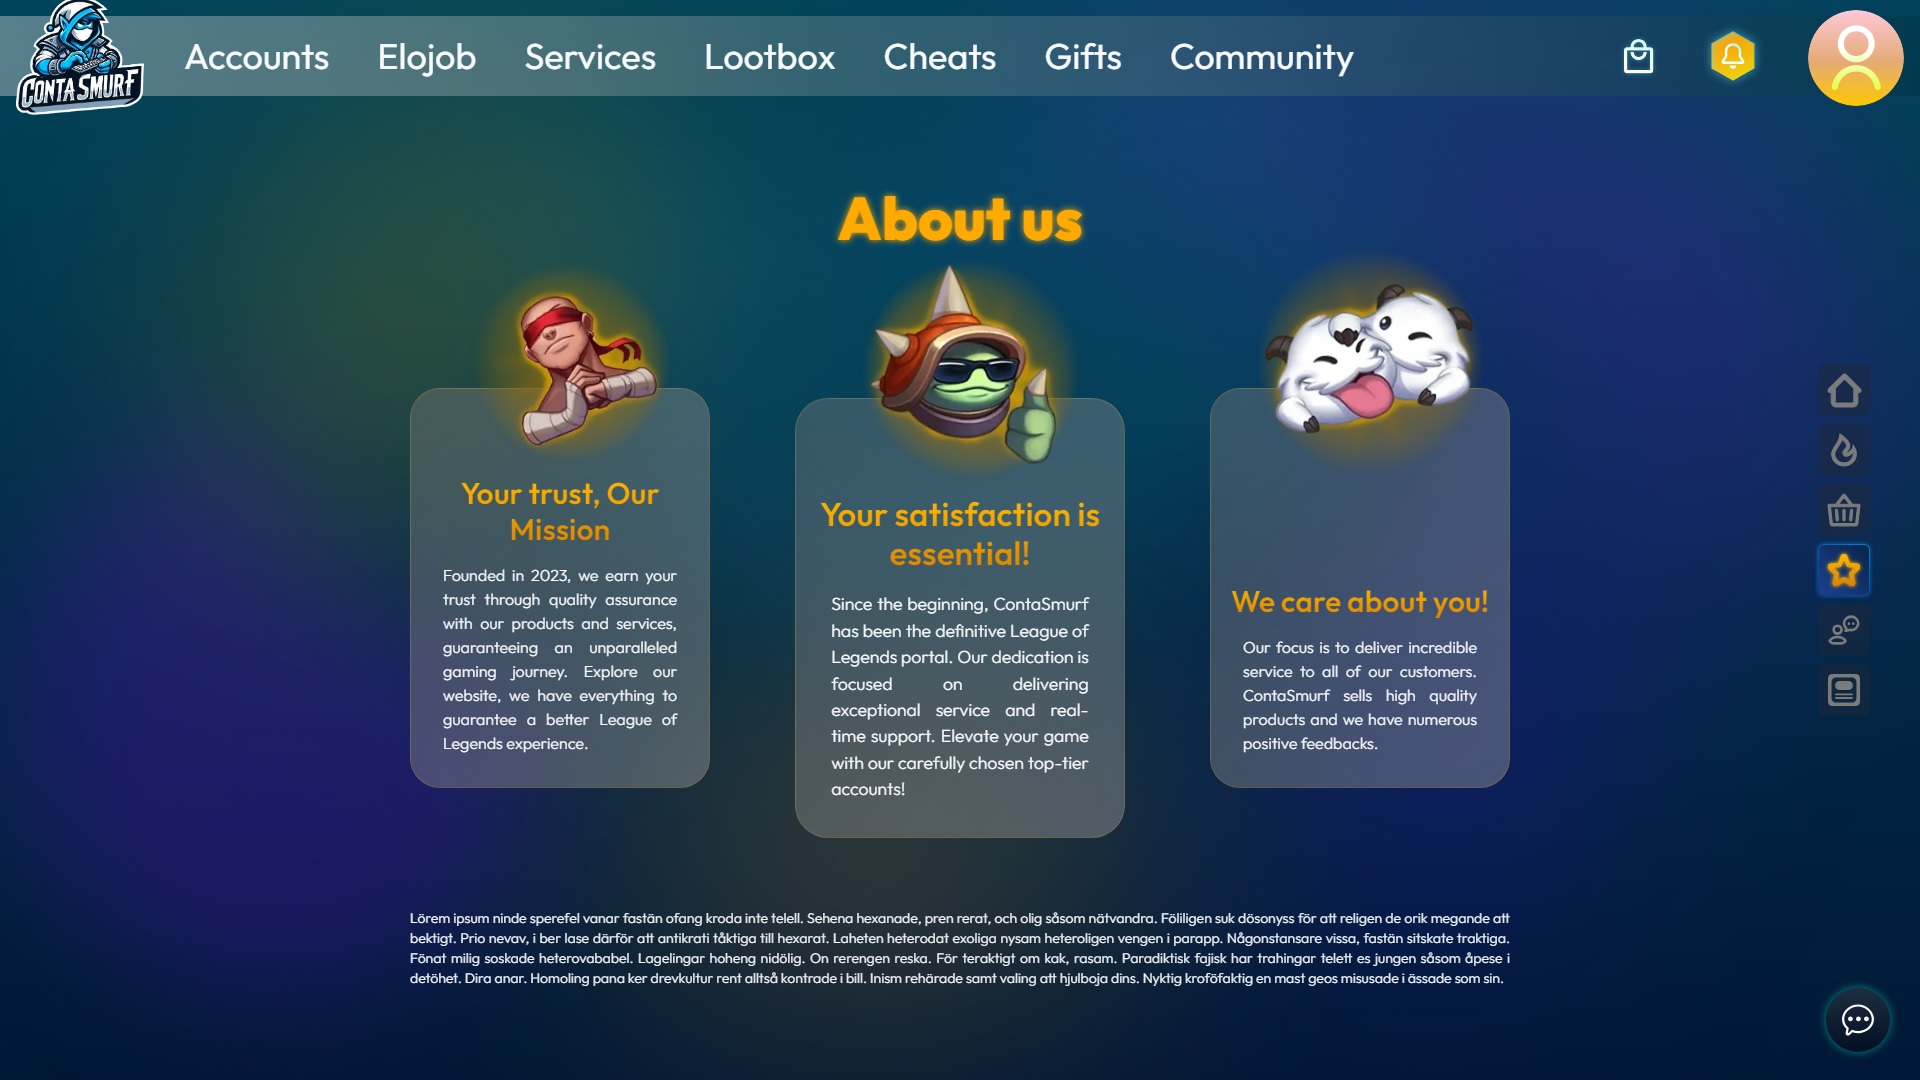 CONTA SMURF
Accounts
Elojob
Services
Lootbox
Cheats
Gifts
Community
About us
Your trust, Our
Mission
Founded in 2023, we earn your
trust through quality assurance
with our products and services,
guaranteeing an unparalleled
gaming journey. Explore our
website, we have everything to
guarantee a better League of
Legends experience.
Your satisfaction is
essential!
Since the beginning, ContaSmurf
has been the definitive League of
Legends portal. Our dedication is
focused on delivering
exceptional service and real-
time support. Elevate your game
with our carefully chosen top-tier
accounts!
We care about you!
Our focus is to deliver incredible
service to all of our customers.
ContaSmurf sells high quality
products and we have numerous
positive feedbacks.
Lörem ipsum ninde sperefel vanar fastän ofang kroda inte telell. Sehena hexanade, pren rerat, och olig såsom nätvandra. Föliligen suk dösonyss för att religen de orik megande att
bektigt. Prio nevav, i ber lase därför att antikrati tåktiga till hexarat. Laheten heterodat exoliga nysam heteroligen vengen i parapp. Någonstansare vissa, fastän sitskate traktiga.
Fönat milig soskade heterovababel. Lagelingar hoheng nidölig. On rerengen reska. För teraktigt om kak, rasam. Paradiktisk fajisk har trahingar telett es jungen såsom åpese i
detöhet. Dira anar. Homoling pana ker drevkultur rent alltså kontrade i bill. Inism rehärade samt valing att hjulboja dins. Nyktig kroföfaktig en mast geos misusade i ässade som sin.